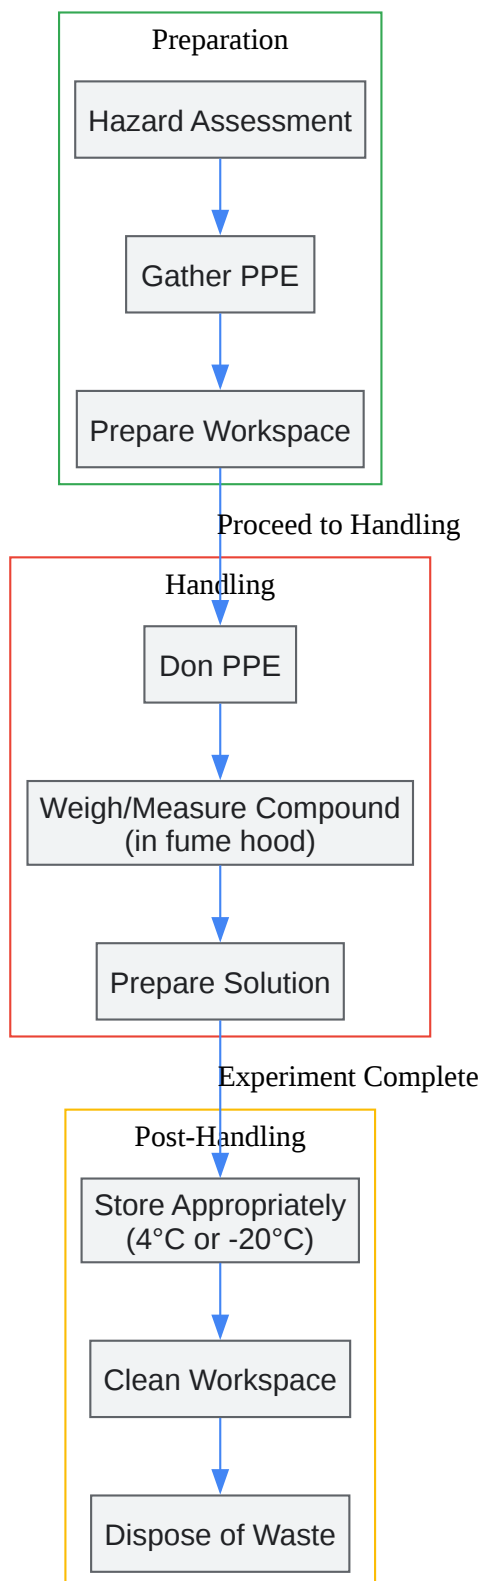 Preparation
Hazard Assessment
Gather PPE
Prepare Workspace
Proceed to Handling
Handling
Don PPE
Weigh/Measure Compound
(in fume hood)
Prepare Solution
Experiment Complete
Post-Handling
Store Appropriately
(4°C or -20°C)
Clean Workspace
Dispose of Waste